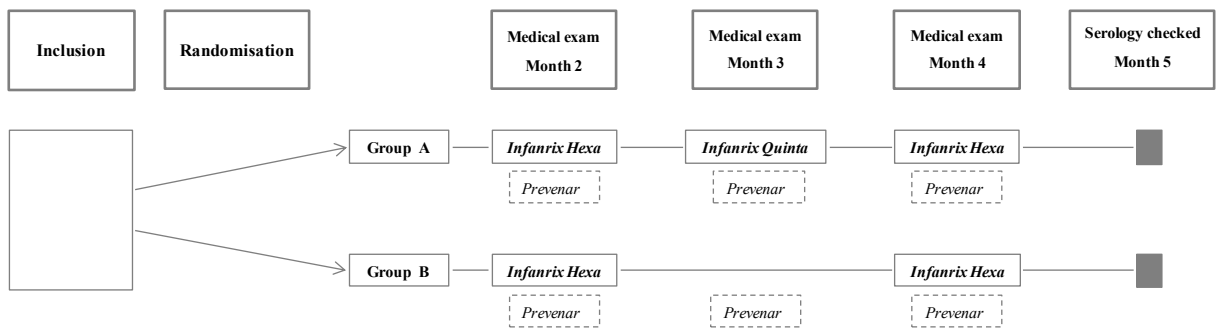 Inclusion
Randomisation
Medical exam
Month 2
Medical exam
Month 3
Medical exam
Month 4
Serology checked
Month 5
Group A
Infanrix Hexa
Infanrix Quinta
Infanrix Hexa
Prevenar
Prevenar
Prevenar
Group B
Infanrix Hexa
Infanrix Hexa
Prevenar
Prevenar
Prevenar